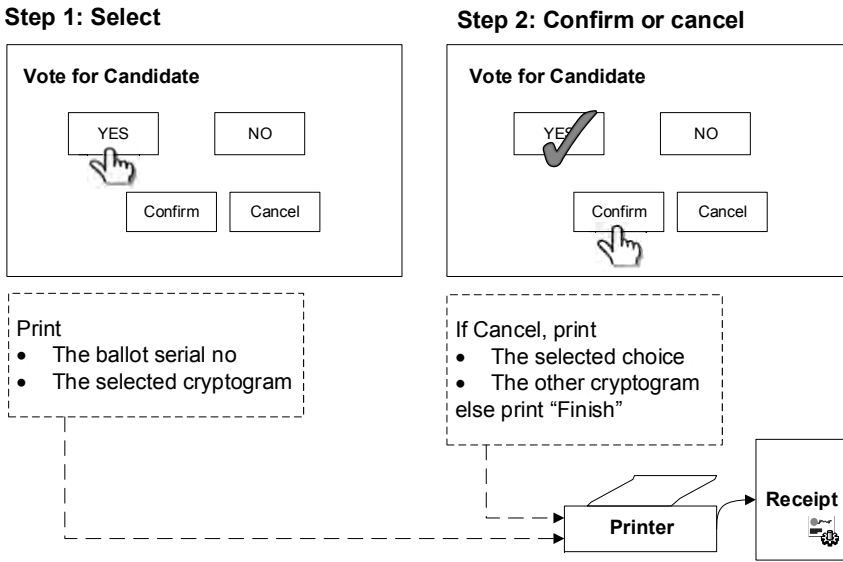 Step 1: Select
Vote for Candidate
YES
NO
Confirm
Cancel
Print
• The ballot serial no
• The selected cryptogram
Step 2: Confirm or cancel
Vote for Candidate
YES
NO
Confirm
Cancel
If Cancel, print
• The selected choice
• The other cryptogram
else print “Finish”
Printer
Receipt